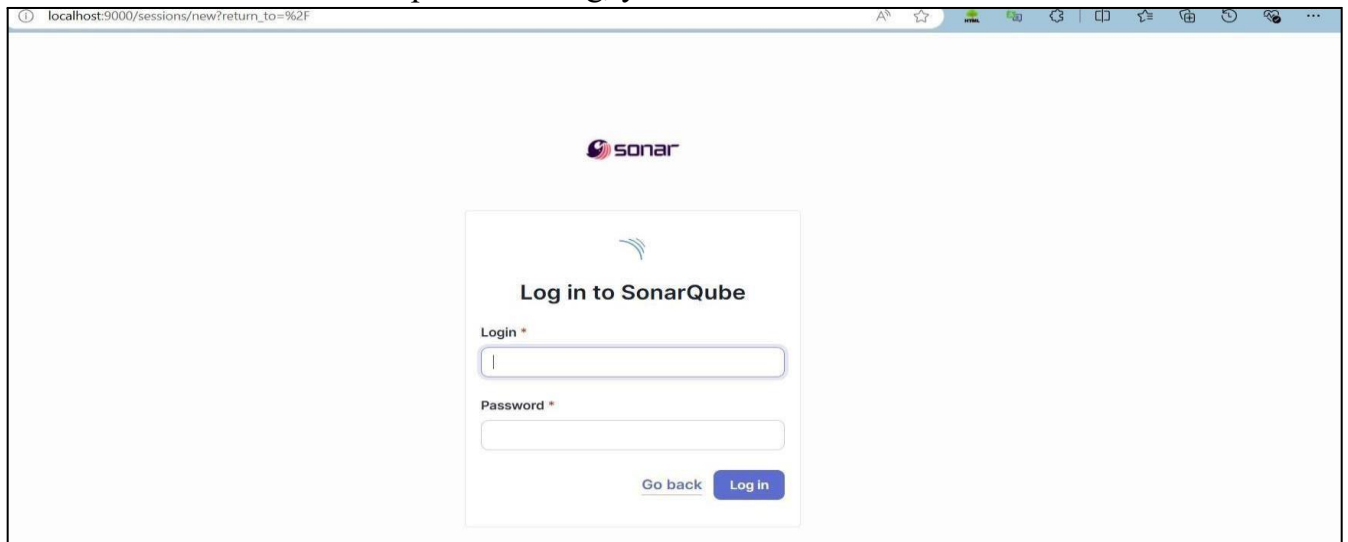 localhost:9000/sessions/new?return_to=%2F
sonar
Log in to SonarQube
Login *
Password *
Go back Log in